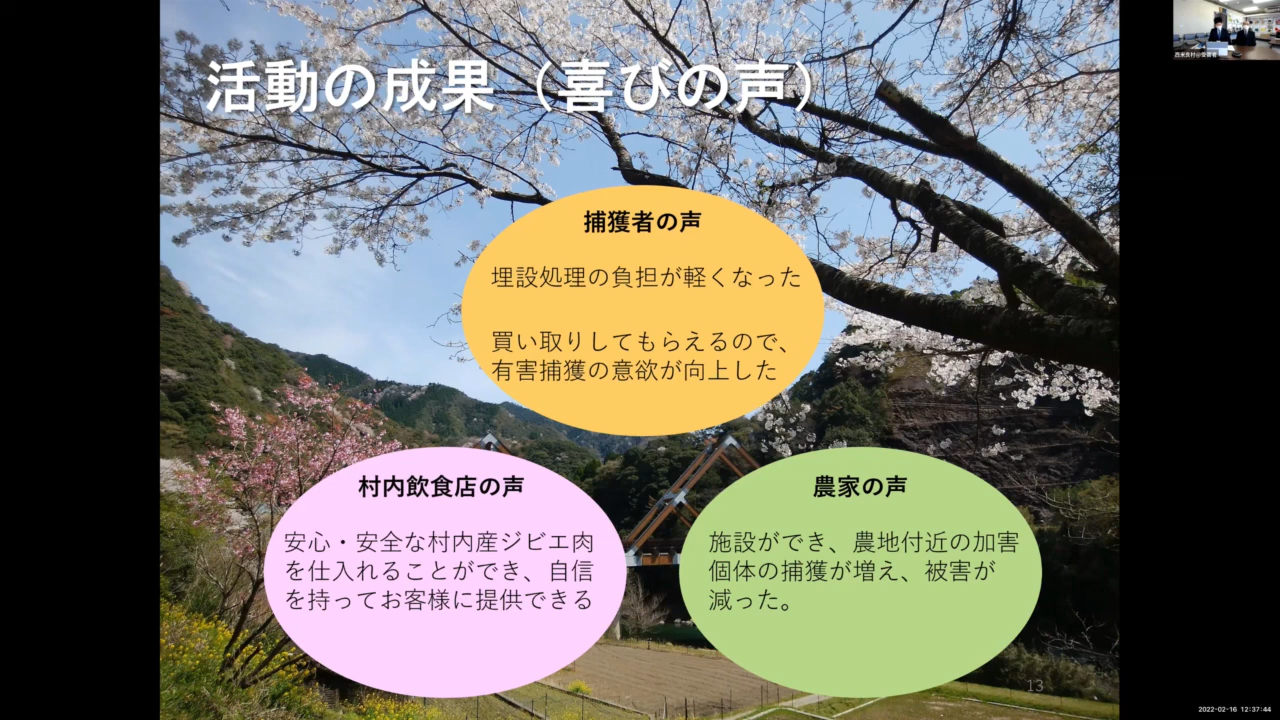 活動の成果（喜びの声）
捕獲者の声
埋設処理の負担が軽くなった
買い取りしてもらえるので、
有害捕獲の意欲が向上した
村内飲食店の声
安心・安全な村内産ジビエ肉
を仕入れることができ、自信
を持ってお客様に提供できる
農家の声
施設ができ、農地付近の加害
個体の捕獲が増え、被害が
減った。
13
2022-02-16 12:37:44